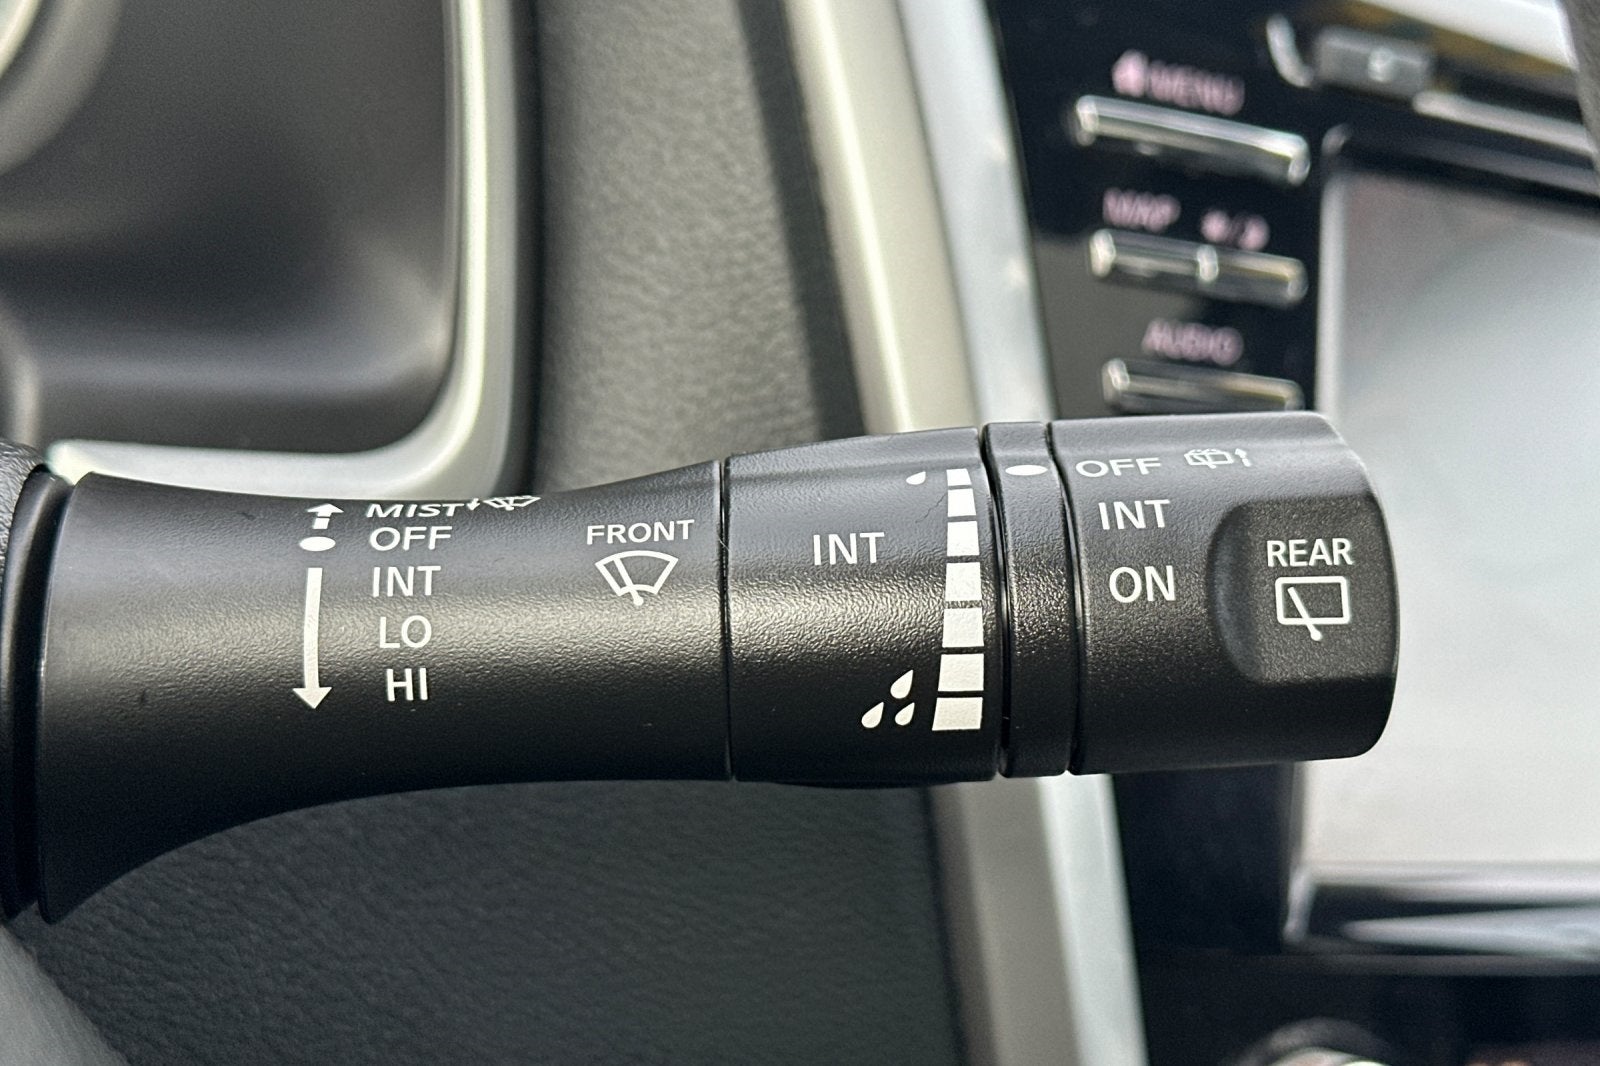 MENU
MAP
AUDIO
MIST
OFF
INT
LO
HI
FRONT
INT
OFF
INT
ON
REAR